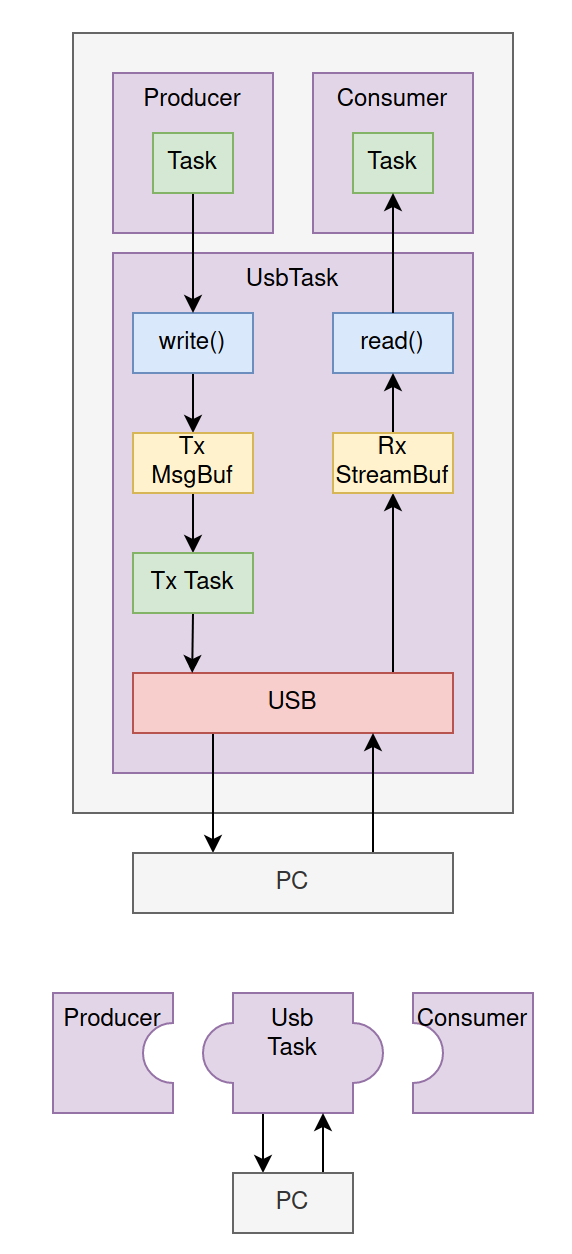 Producer
Consumer
Task
Task
UsbTask
write()
read()
Tx
MsgBuf
Rx
StreamBuf
Tx Task
USB
PC
Producer
Usb
Task
Consumer
PC